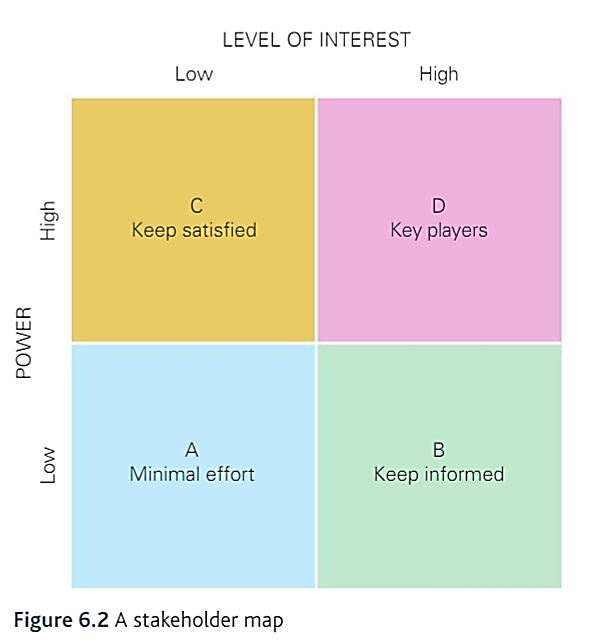 LEVEL OF INTEREST
Low
High
High
C
Keep satisfied
D
Key players
POWER
Low
A
Minimal effort
B
Keep informed
Figure 6.2 A stakeholder map